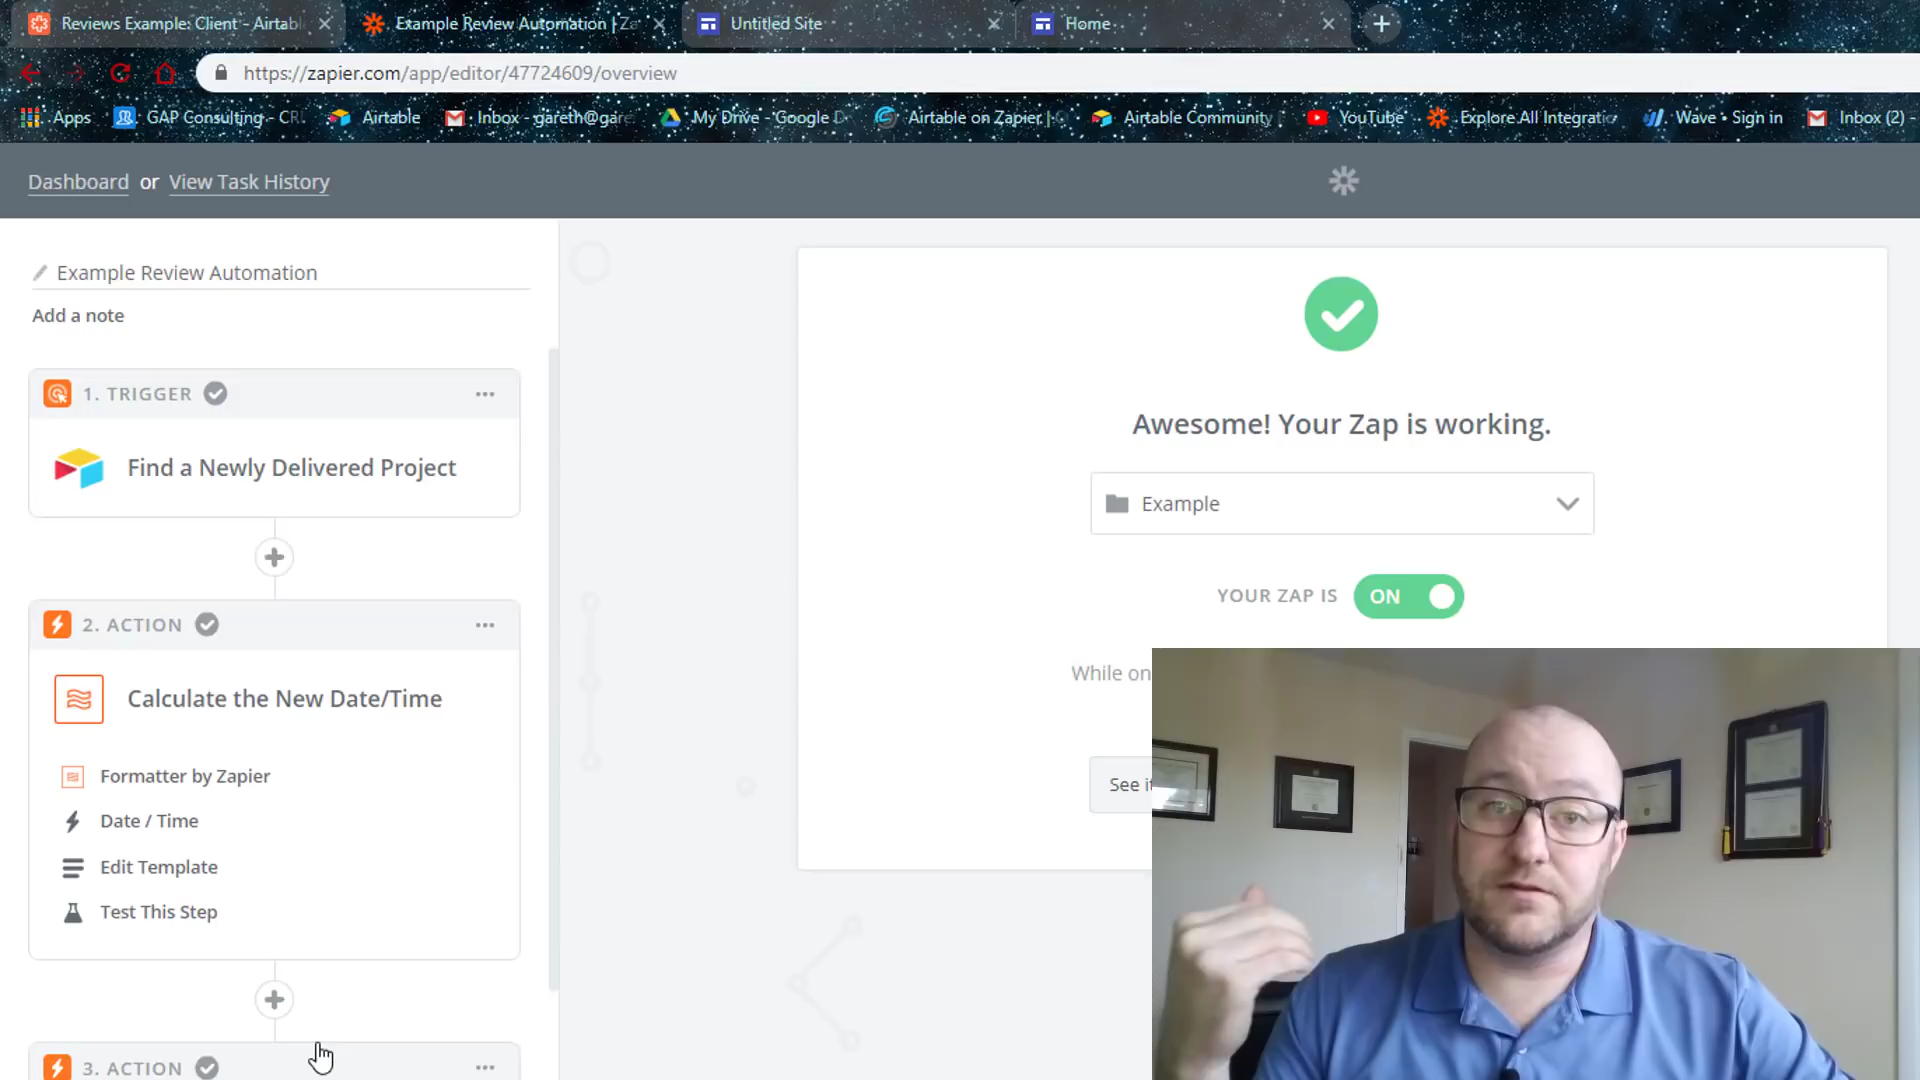 Reviews Example: Client - Airtabl
Example Review Automation | Za
Untitled Site
Home
https://zapier.com/app/editor/47724609/overview
Apps
GAP Consulting - CRI
Airtable
Inbox - gareth@gare
My Drive - Google D
Airtable on Zapier |
Airtable Community
YouTube
Explore All Integratio
Wave • Sign in
Inbox (2) -
Dashboard or View Task History
Example Review Automation
Add a note
1. TRIGGER
Find a Newly Delivered Project
2. ACTION
Calculate the New Date/Time
Formatter by Zapier
Date / Time
Edit Template
Test This Step
3. ACTION
Awesome! Your Zap is working.
Example
YOUR ZAP IS ON
While on
See it